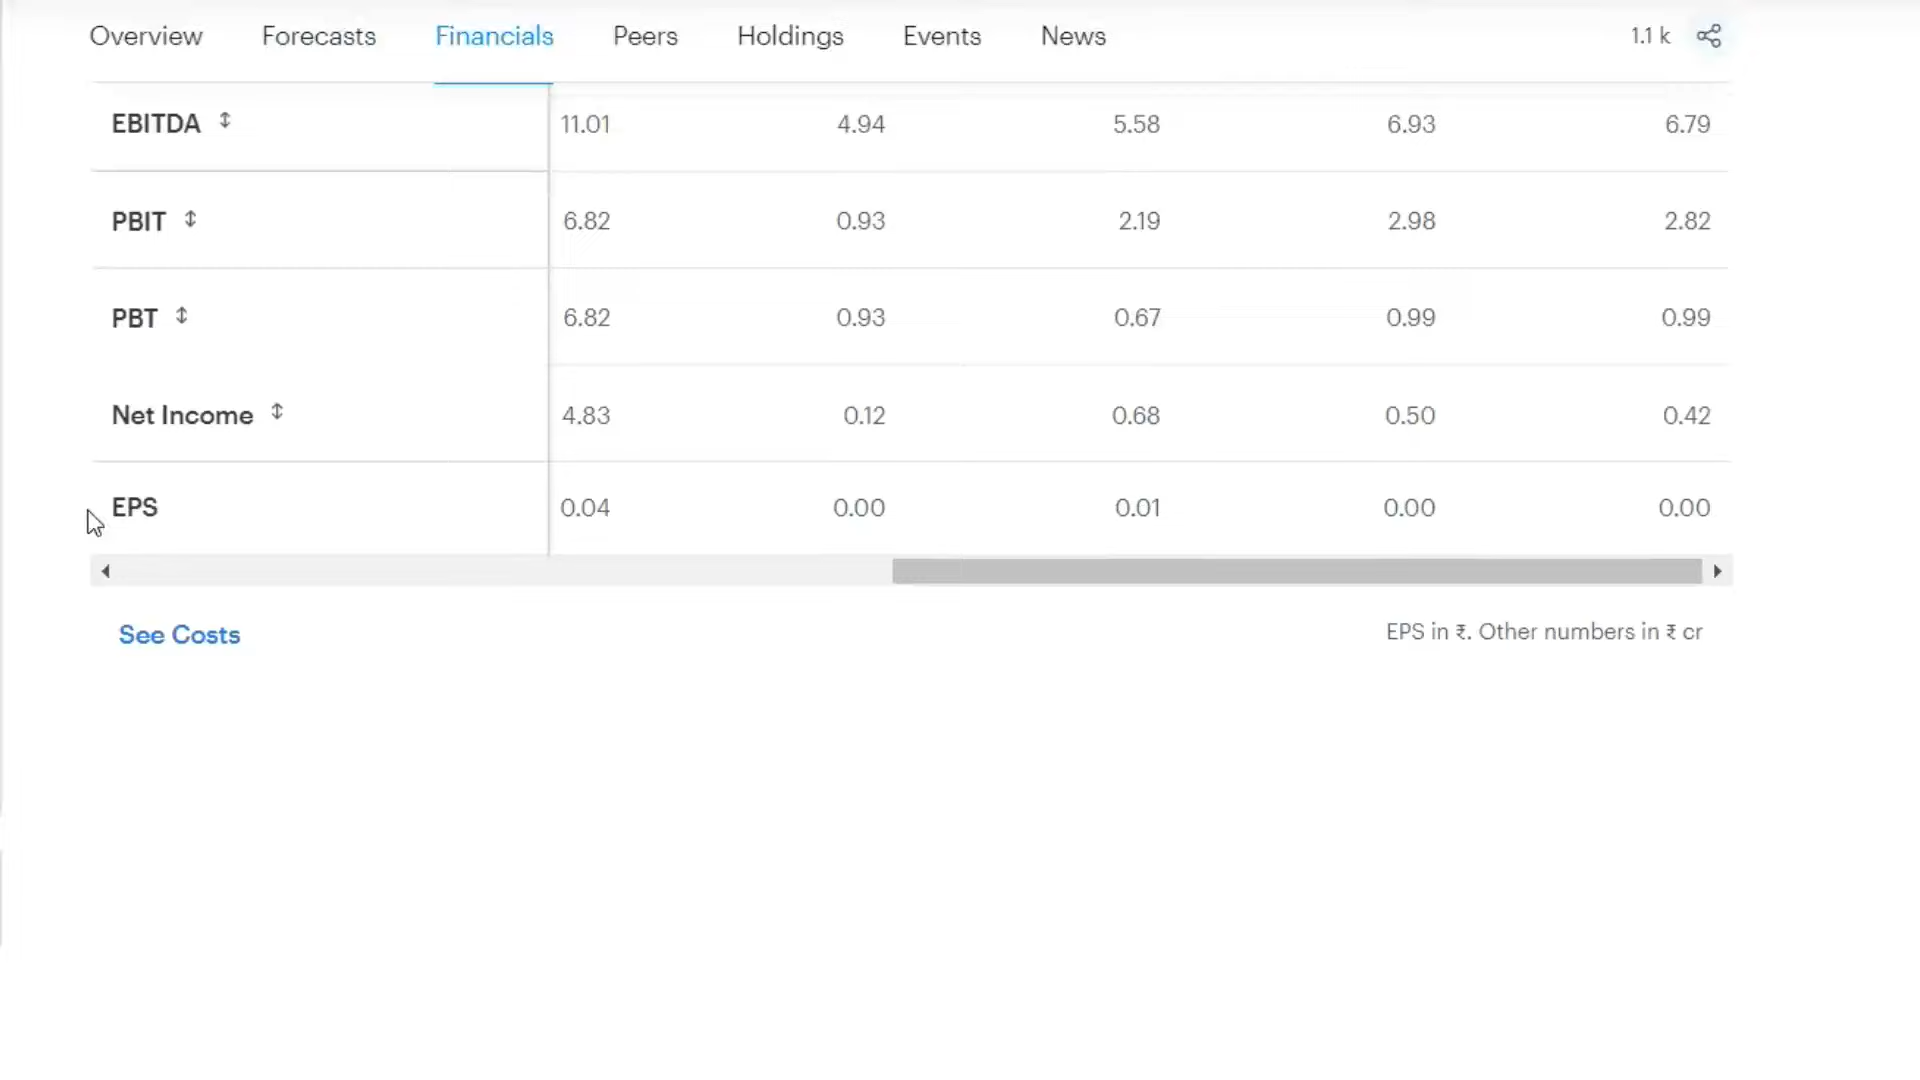 Overview Forecasts Financials Peers Holdings Events News 1.1 k
EBITDA 11.01 4.94 5.58 6.93 6.79
PBIT 6.82 0.93 2.19 2.98 2.82
PBT 6.82 0.93 0.67 0.99 0.99
Net Income 4.83 0.12 0.68 0.50 0.42
EPS 0.04 0.00 0.01 0.00 0.00
See Costs EPS in ₹. Other numbers in ₹ cr